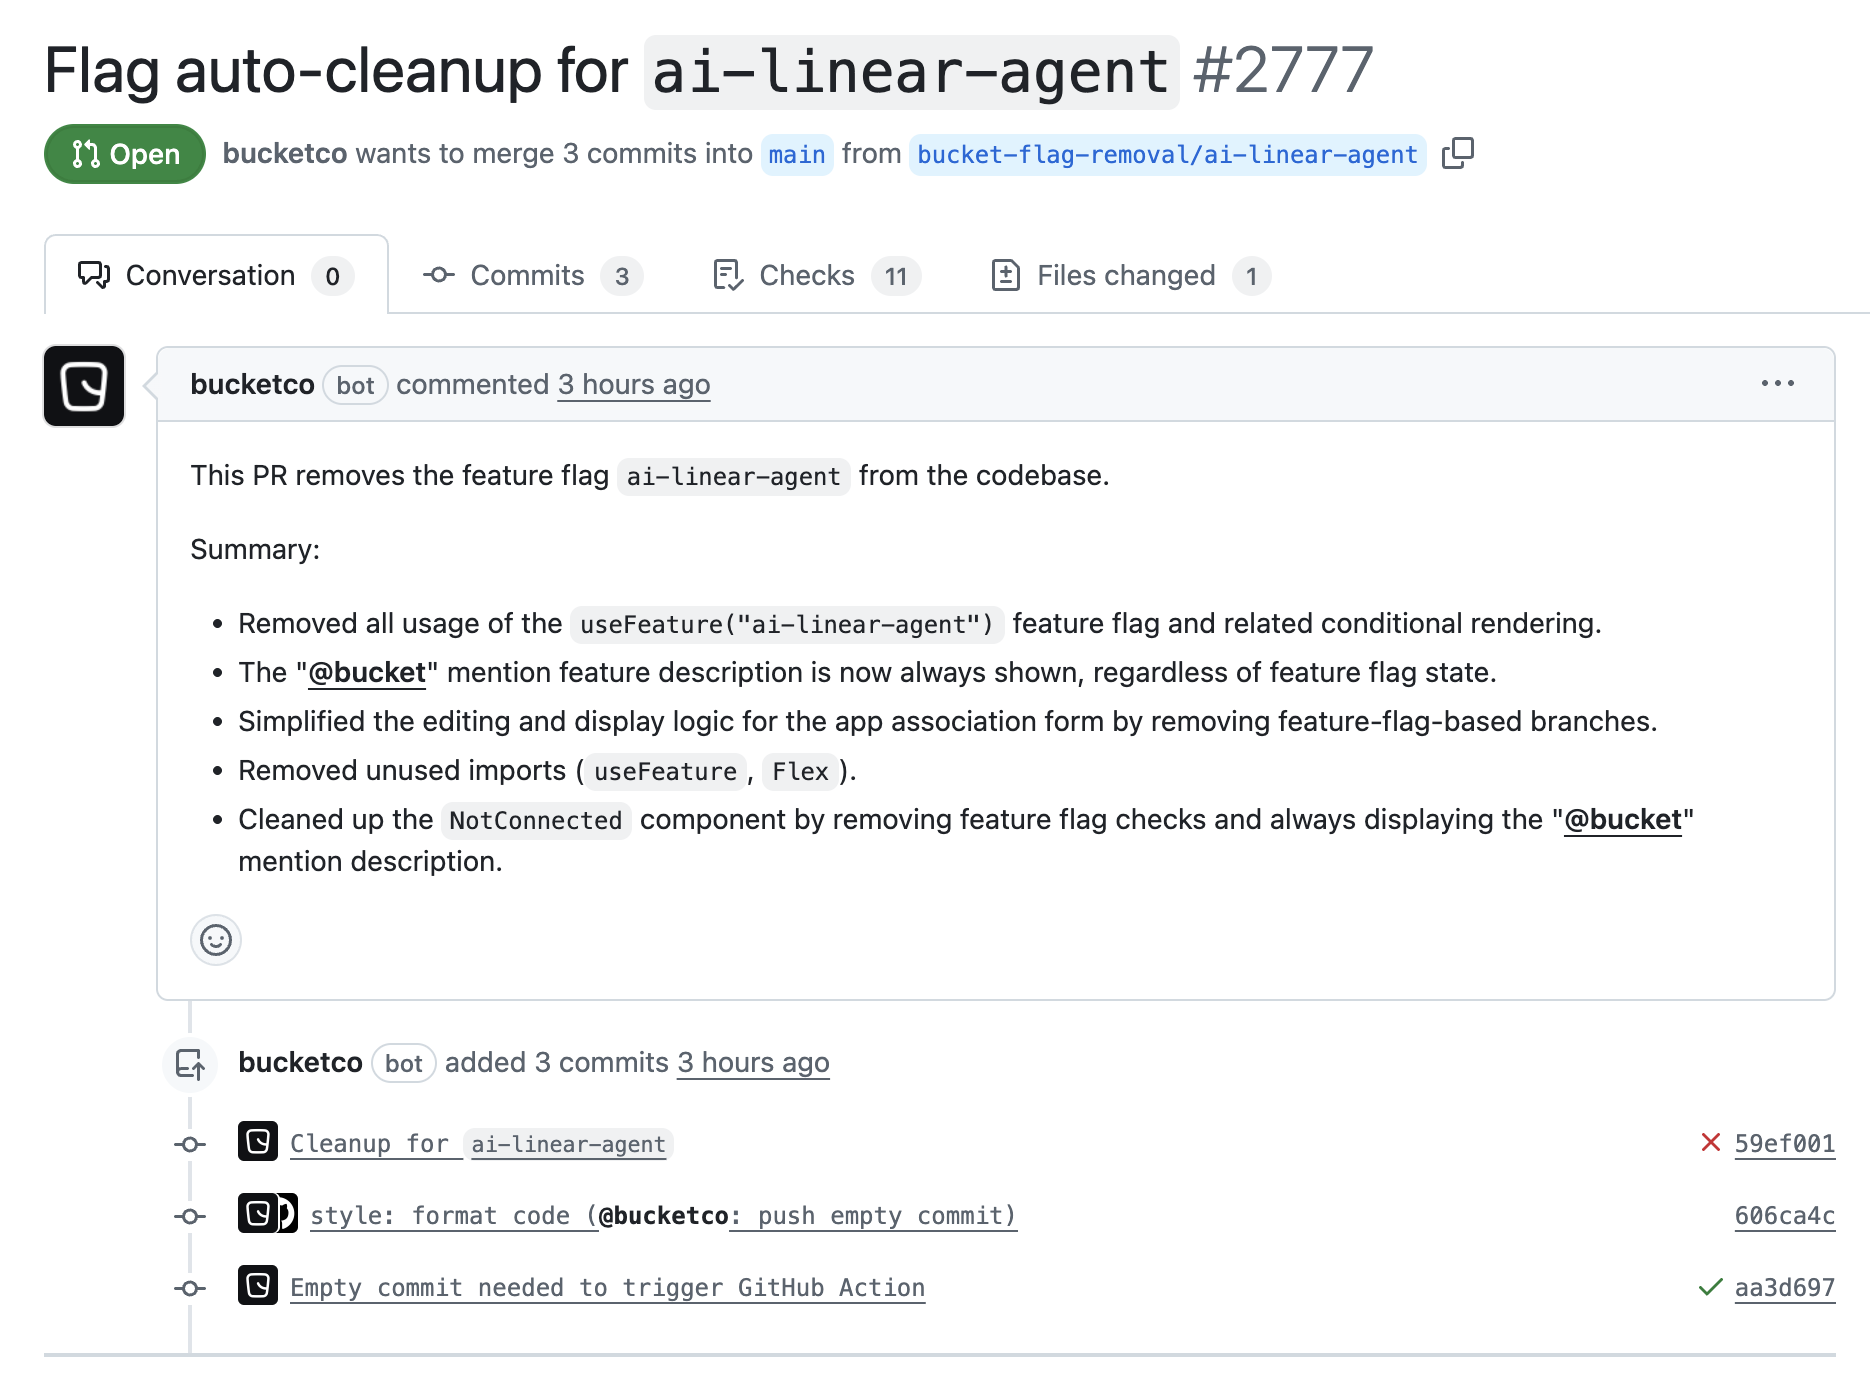 Flag auto-cleanup for ai-linear-agent #2777
Open bucketco wants to merge 3 commits into main from bucket-flag-removal/ai-linear-agent
Conversation 0 Commits 3 Checks 11 Files changed 1
bucketco bot commented 3 hours ago
This PR removes the feature flag ai-linear-agent from the codebase.
Summary:
• Removed all usage of the useFeature("ai-linear-agent") feature flag and related conditional rendering.
• The "@bucket" mention feature description is now always shown, regardless of feature flag state.
• Simplified the editing and display logic for the app association form by removing feature-flag-based branches.
• Removed unused imports (useFeature, Flex).
• Cleaned up the NotConnected component by removing feature flag checks and always displaying the "@bucket"
mention description.
bucketco bot added 3 commits 3 hours ago
Cleanup for ai-linear-agent 59ef001
style: format code (@bucketco: push empty commit) 606ca4c
Empty commit needed to trigger GitHub Action aa3d697